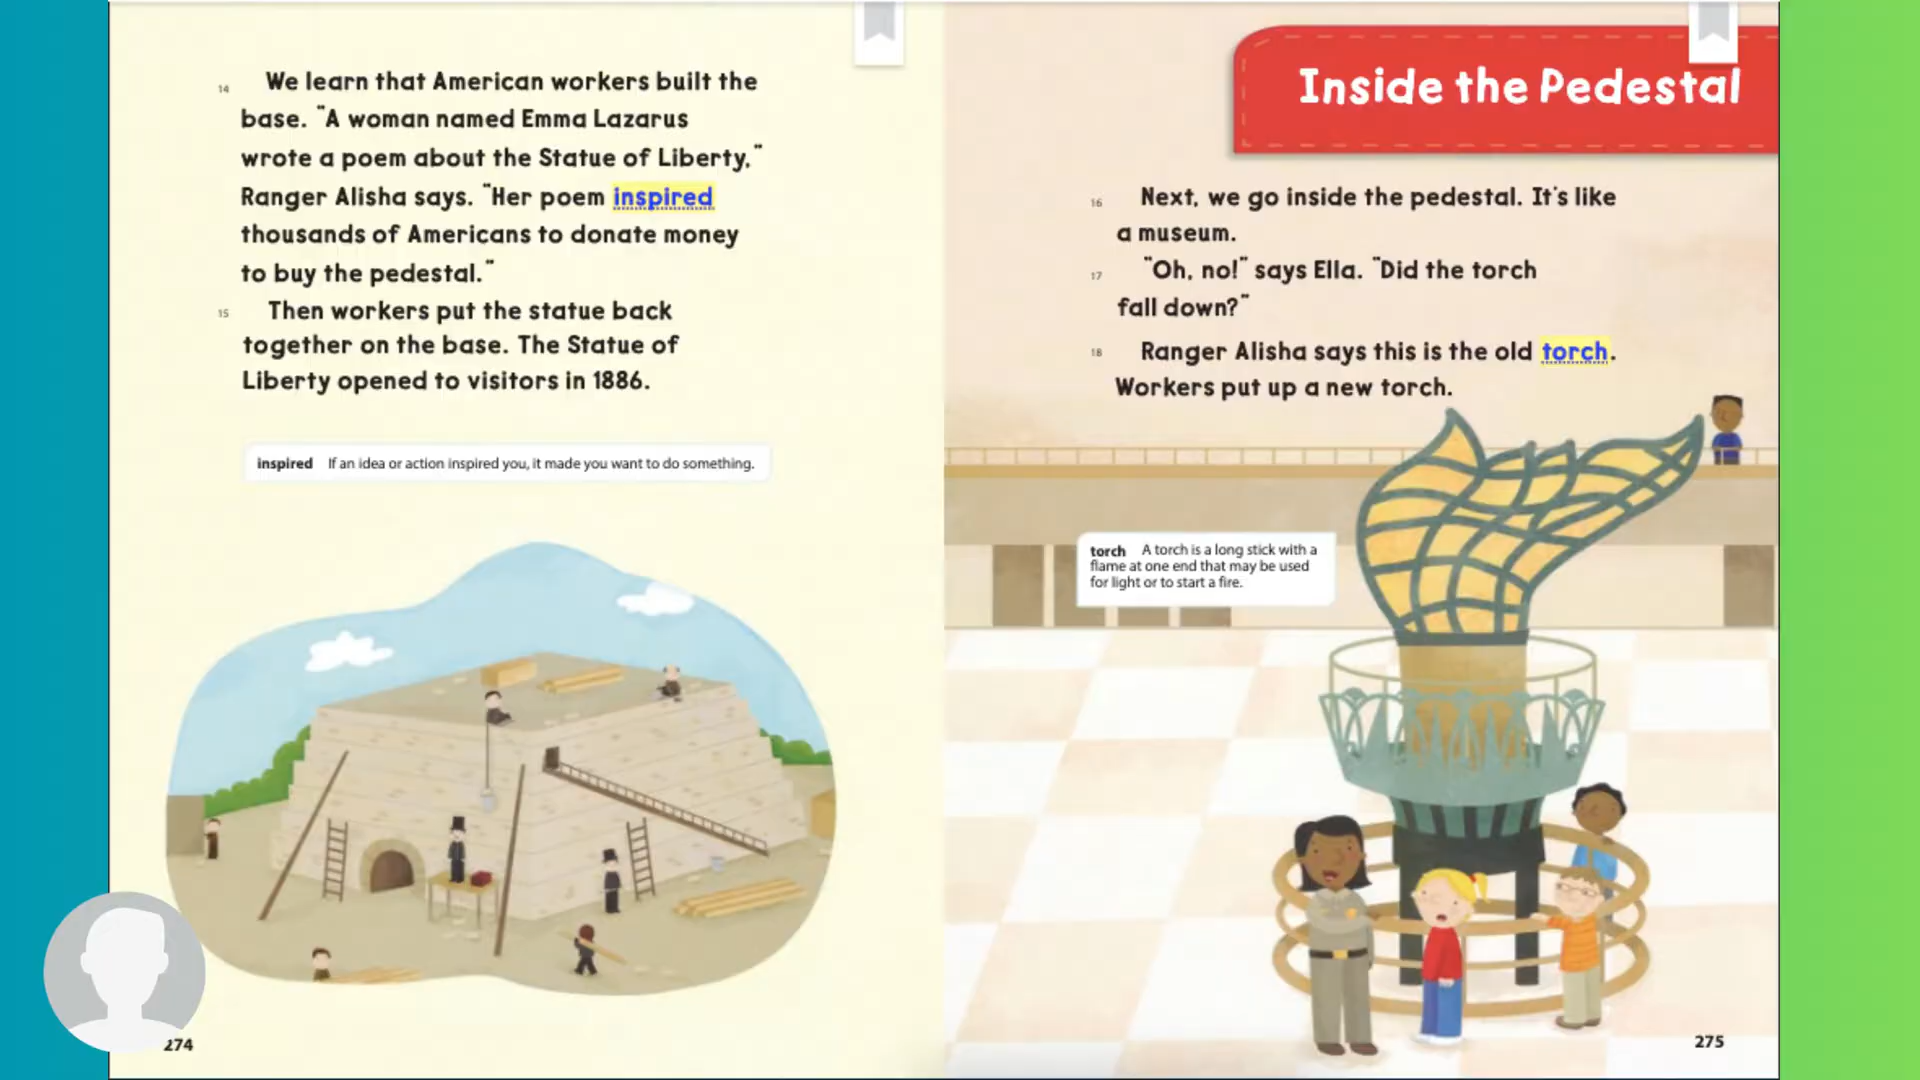 14 We learn that American workers built the
base. "A woman named Emma Lazarus
wrote a poem about the Statue of Liberty,"
Ranger Alisha says. "Her poem inspired
thousands of Americans to donate money
to buy the pedestal."
15 Then workers put the statue back
together on the base. The Statue of
Liberty opened to visitors in 1886.
inspired If an idea or action inspired you, it made you want to do something.
274
Inside the Pedestal
16 Next, we go inside the pedestal. It's like
a museum.
17 "Oh, no!" says Ella. "Did the torch
fall down?"
18 Ranger Alisha says this is the old torch.
Workers put up a new torch.
torch A torch is a long stick with a
flame at one end that may be used
for light or to start a fire.
275